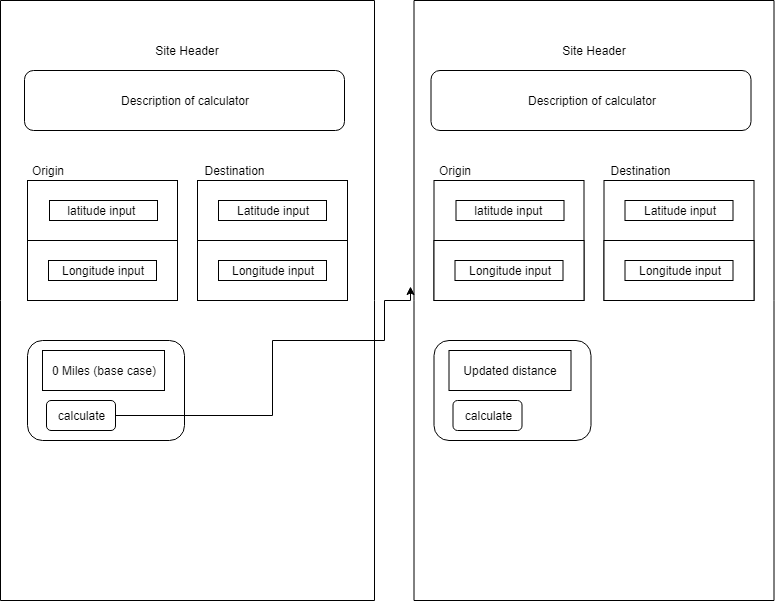 Site Header
Description of calculator
Origin
Destination
latitude input
Latitude input
Longitude input
Longitude input
0 Miles (base case)
calculate
Site Header
Description of calculator
Origin
Destination
latitude input
Latitude input
Longitude input
Longitude input
Updated distance
calculate